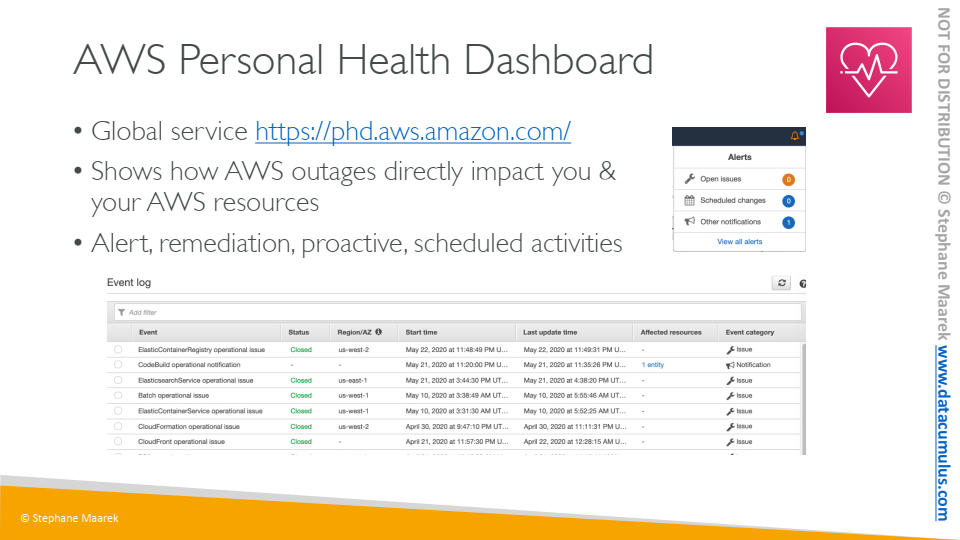 AWS Personal Health Dashboard
• Global service https://phd.aws.amazon.com/
• Shows how AWS outages directly impact you &
your AWS resources
• Alert, remediation, proactive, scheduled activities
Alerts
Open issues 0
Scheduled changes 0
Other notifications 1
View all alerts
Event log
Add filter
Event Status Region/AZ Start time Last update time Affected resources Event category
ElasticContainerRegistry operational issue Closed us-west-2 May 22, 2020 at 11:48:49 PM U... May 22, 2020 at 11:49:31 PM U... - Issue
CodeBuild operational notification - - May 21, 2020 at 11:20:00 PM U... May 21, 2020 at 11:35:26 PM U... 1 entity Notification
ElasticsearchService operational issue Closed us-east-1 May 21, 2020 at 3:44:30 PM UT... May 21, 2020 at 4:38:20 PM UT... - Issue
Batch operational issue Closed us-west-1 May 10, 2020 at 3:38:49 AM UT... May 10, 2020 at 5:55:46 AM UT... - Issue
ElasticContainerService operational issue Closed us-west-1 May 10, 2020 at 3:31:30 AM UT... May 10, 2020 at 5:52:25 AM UT... - Issue
CloudFormation operational issue Closed us-west-2 April 30, 2020 at 9:47:10 PM UT... April 30, 2020 at 11:11:31 PM U... - Issue
CloudFront operational issue Closed - April 21, 2020 at 11:57:30 PM U... April 22, 2020 at 12:28:15 AM U... - Issue
© Stephane Maarek
NOT FOR DISTRIBUTION © Stephane Maarek www.datacumulus.com